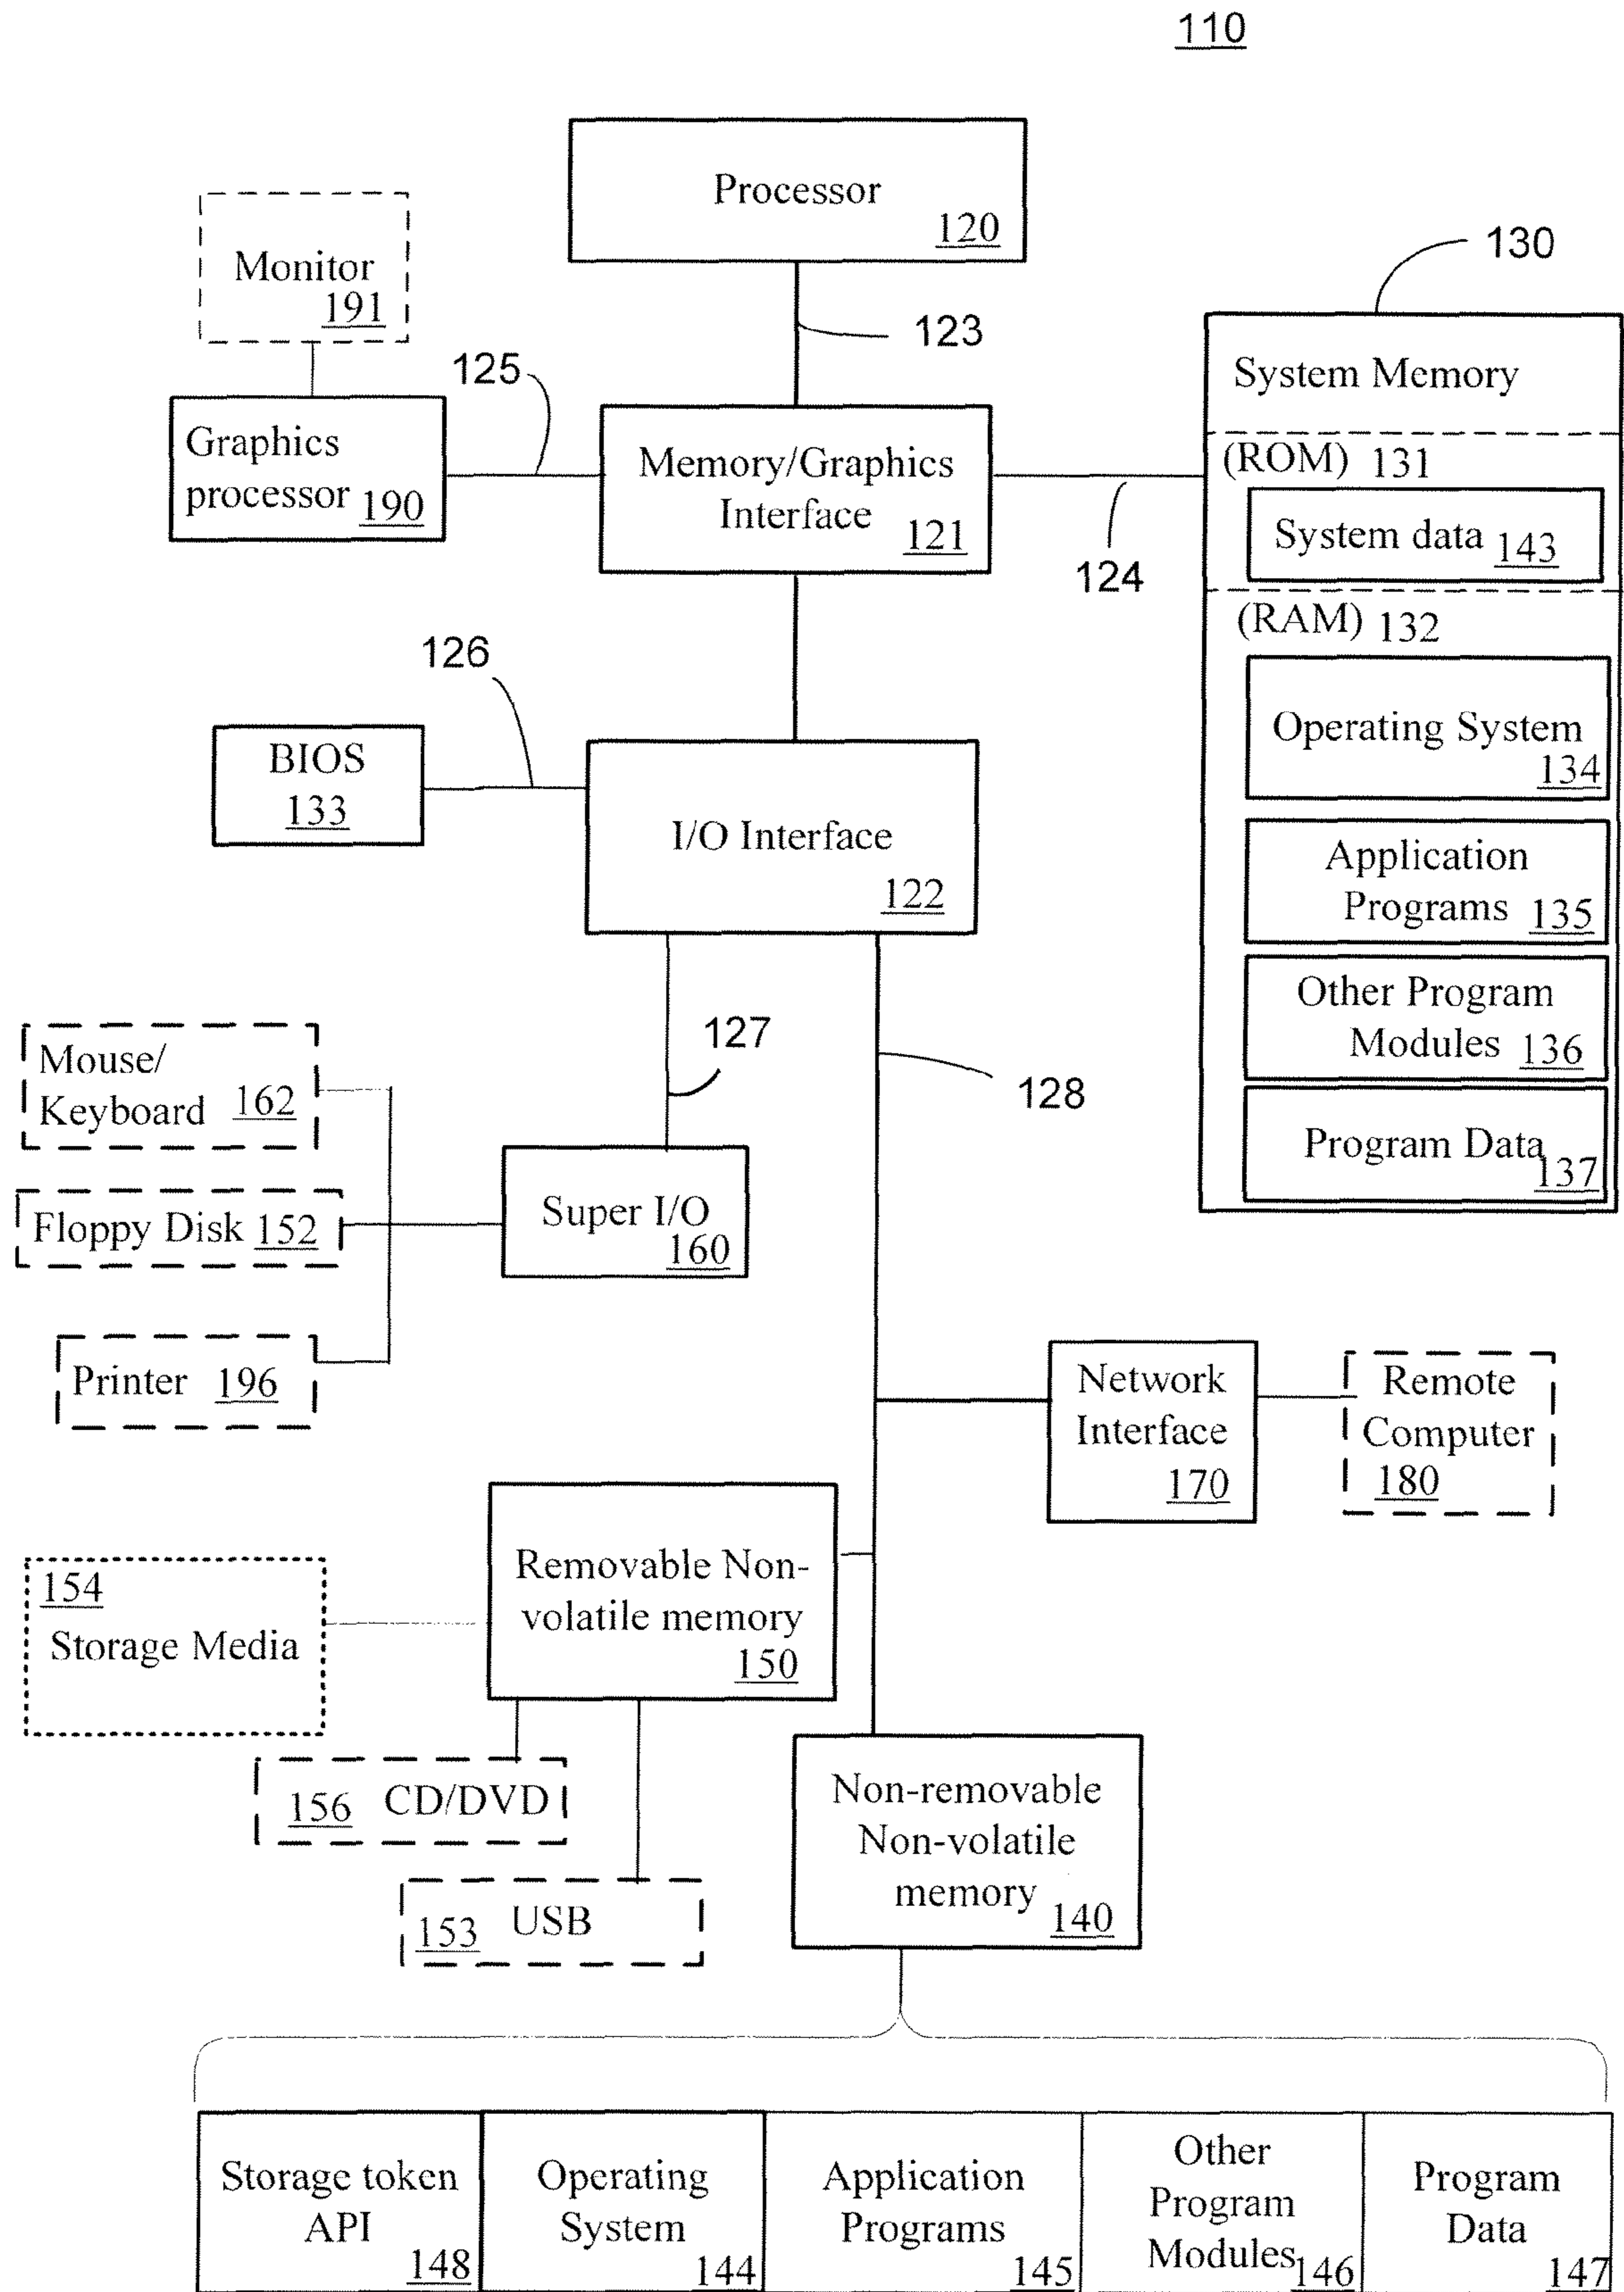 110
Processor
120
Monitor
191
130
123
125
System Memory
Graphics
processor 190
Memory/Graphics
Interface
121
(ROM) 131
System data 143
124
(RAM) 132
126
Operating System
134
BIOS
133
I/O Interface
122
Application
Programs 135
Other Program
Modules 136
127
128
Mouse/
Keyboard 162
Program Data
137
Super I/O
160
Floppy Disk 152
Printer 196
Network
Interface
170
Remote
Computer
180
Removable Non-
volatile memory
150
154
Storage Media
156 CD/DVD
Non-removable
Non-volatile
memory
140
153 USB
Storage token
API
148
Operating
System
144
Application
Programs
145
Other
Program
Modules
146
Program
Data
147